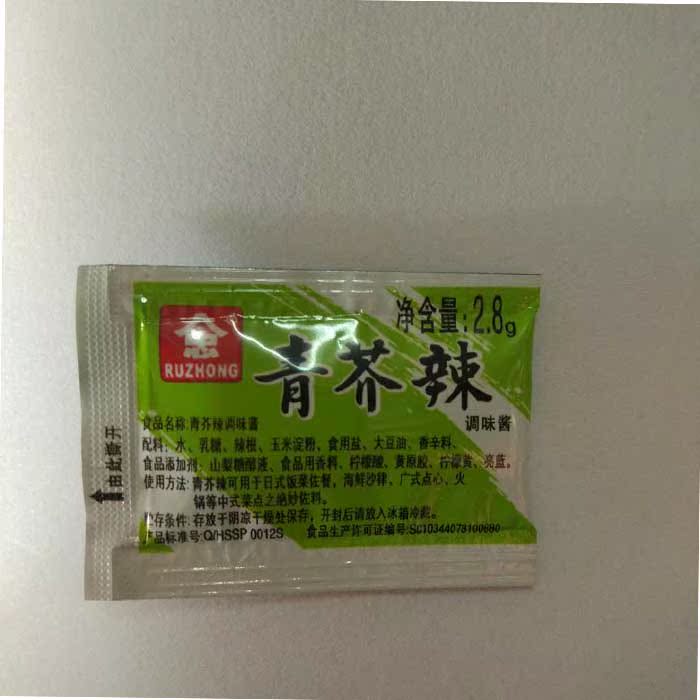 净含量:2.8g
RUZHONG
青芥辣
调味酱
食品名称:青芥辣调味酱
配料:水、乳糖、辣根、玉米淀粉、食用盐、大豆油、香辛料、
食品添加剂:山梨糖醇液、食品用香料、柠檬酸、黄原胶、柠檬黄、亮蓝。
使用方法:青芥辣可用于日式饭菜佐餐,海鲜沙律,广式点心、火
锅等中式菜点之绝妙佐料。
贮存条件:存放于阴凉干燥处保存,开封后请放入冰箱冷藏。
产品标准号:Q/HSSP 0012S 食品生产许可证编号:SC10344078100680
由此撕开